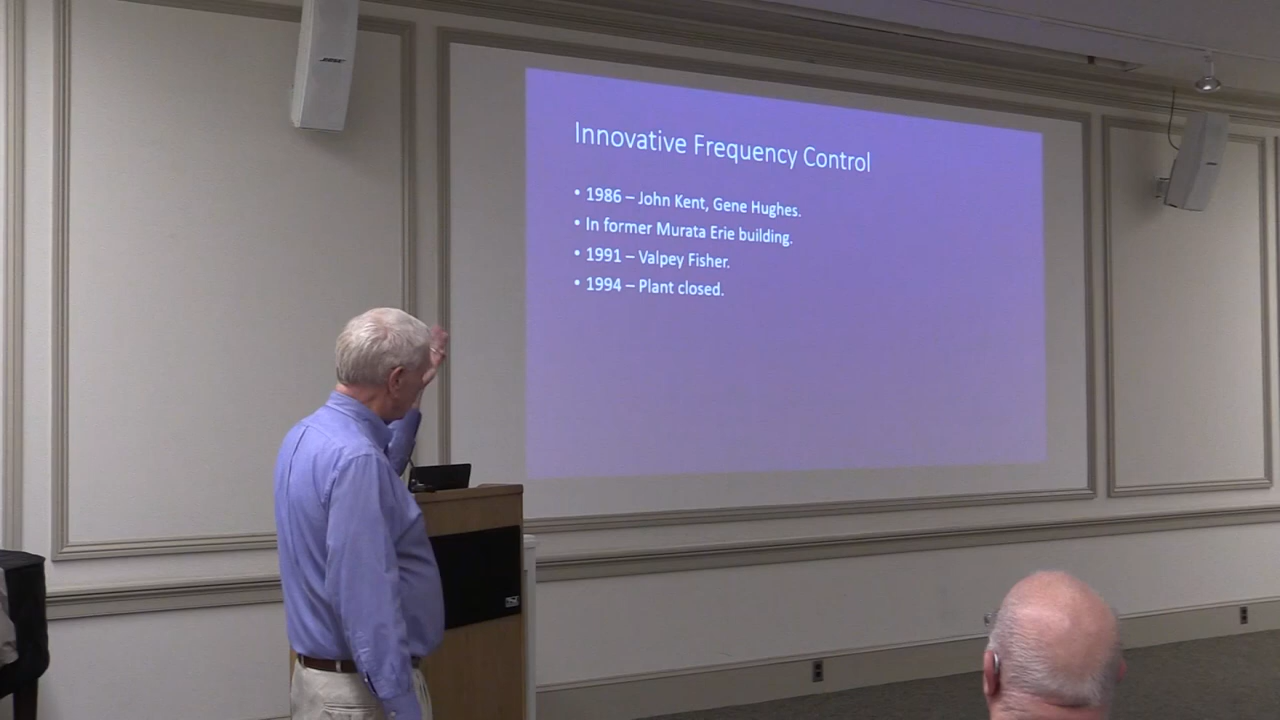 BOSE
Innovative Frequency Control
• 1986 – John Kent, Gene Hughes.
• In former Murata Erie building.
• 1991 – Valpey Fisher.
• 1994 – Plant closed.